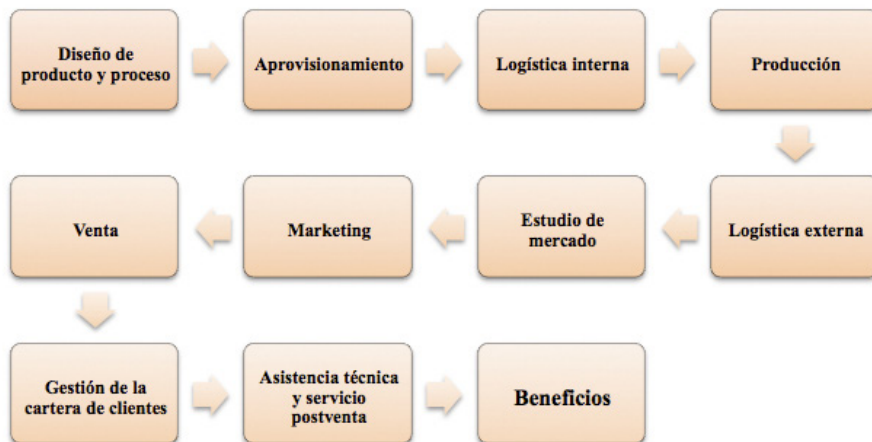 Diseño de
producto y proceso
Aprovisionamiento
Logística interna
Producción
Logística externa
Estudio de
mercado
Marketing
Venta
Gestión de la
cartera de clientes
Asistencia técnica
y servicio
postventa
Beneficios